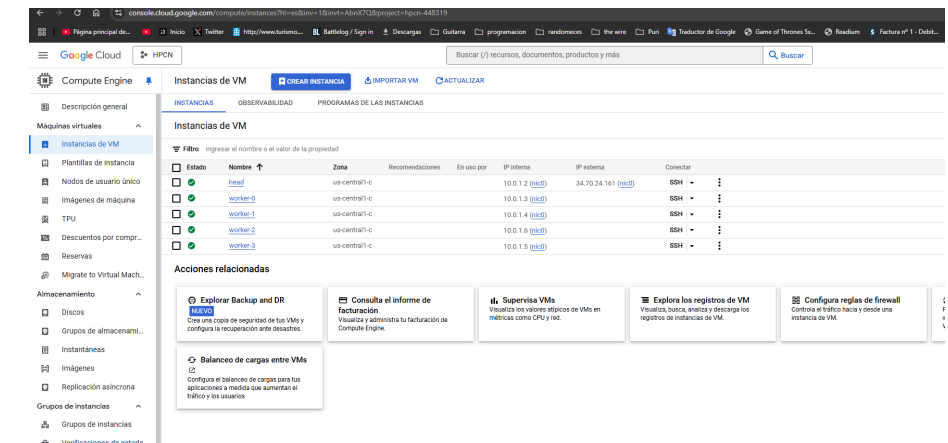 console.cloud.google.com/compute/instances?hl=es&inv=1&invt=AbnX7Q&project=hpcn-448319
Página principal de...
Inicio
Twitter
http://www.turismo....
BL Battlelog / Sign in
Descargas
Guitarra
programacion
randomeces
the wire
Puri
Traductor de Google
Game of Thrones 5x...
Readium
Factura nº 1 - Debit...
Google Cloud
HPCN
Buscar (/) recursos, documentos, productos y más
Buscar
Compute Engine
Instancias de VM
CREAR INSTANCIA
IMPORTAR VM
ACTUALIZAR
INSTANCIAS
OBSERVABILIDAD
PROGRAMAS DE LAS INSTANCIAS
Descripción general
Máquinas virtuales
Instancias de VM
Plantillas de instancia
Nodos de usuario único
Imágenes de máquina
TPU
Descuentos por compr...
Reservas
Migrate to Virtual Mach...
Almacenamiento
Discos
Grupos de almacenami...
Instantáneas
Imágenes
Replicación asíncrona
Grupos de instancias
Grupos de instancias
Verificaciones de estado
Instancias de VM
Filtro Ingresar el nombre o el valor de la propiedad
Estado Nombre Zona Recomendaciones En uso por IP interna IP externa Conectar
head us-central1-c 10.0.1.2 (nic0) 34.70.24.161 (nic0) SSH
worker-0 us-central1-c 10.0.1.3 (nic0) SSH
worker-1 us-central1-c 10.0.1.4 (nic0) SSH
worker-2 us-central1-c 10.0.1.6 (nic0) SSH
worker-3 us-central1-c 10.0.1.5 (nic0) SSH
Acciones relacionadas
Explorar Backup and DR
NUEVO
Crea una copia de seguridad de tus VMs y
configura la recuperación ante desastres.
Consulta el informe de
facturación
Visualiza y administra tu facturación de
Compute Engine.
Supervisa VMs
Visualiza los valores atípicos de VMs en
métricas como CPU y red.
Explora los registros de VM
Visualiza, busca, analiza y descarga los
registros de instancias de VM.
Configura reglas de firewall
Controla el tráfico hacia y desde una
instancia de VM.
Balanceo de cargas entre VMs
Configura el balanceo de cargas para tus
aplicaciones a medida que aumentan el
tráfico y los usuarios